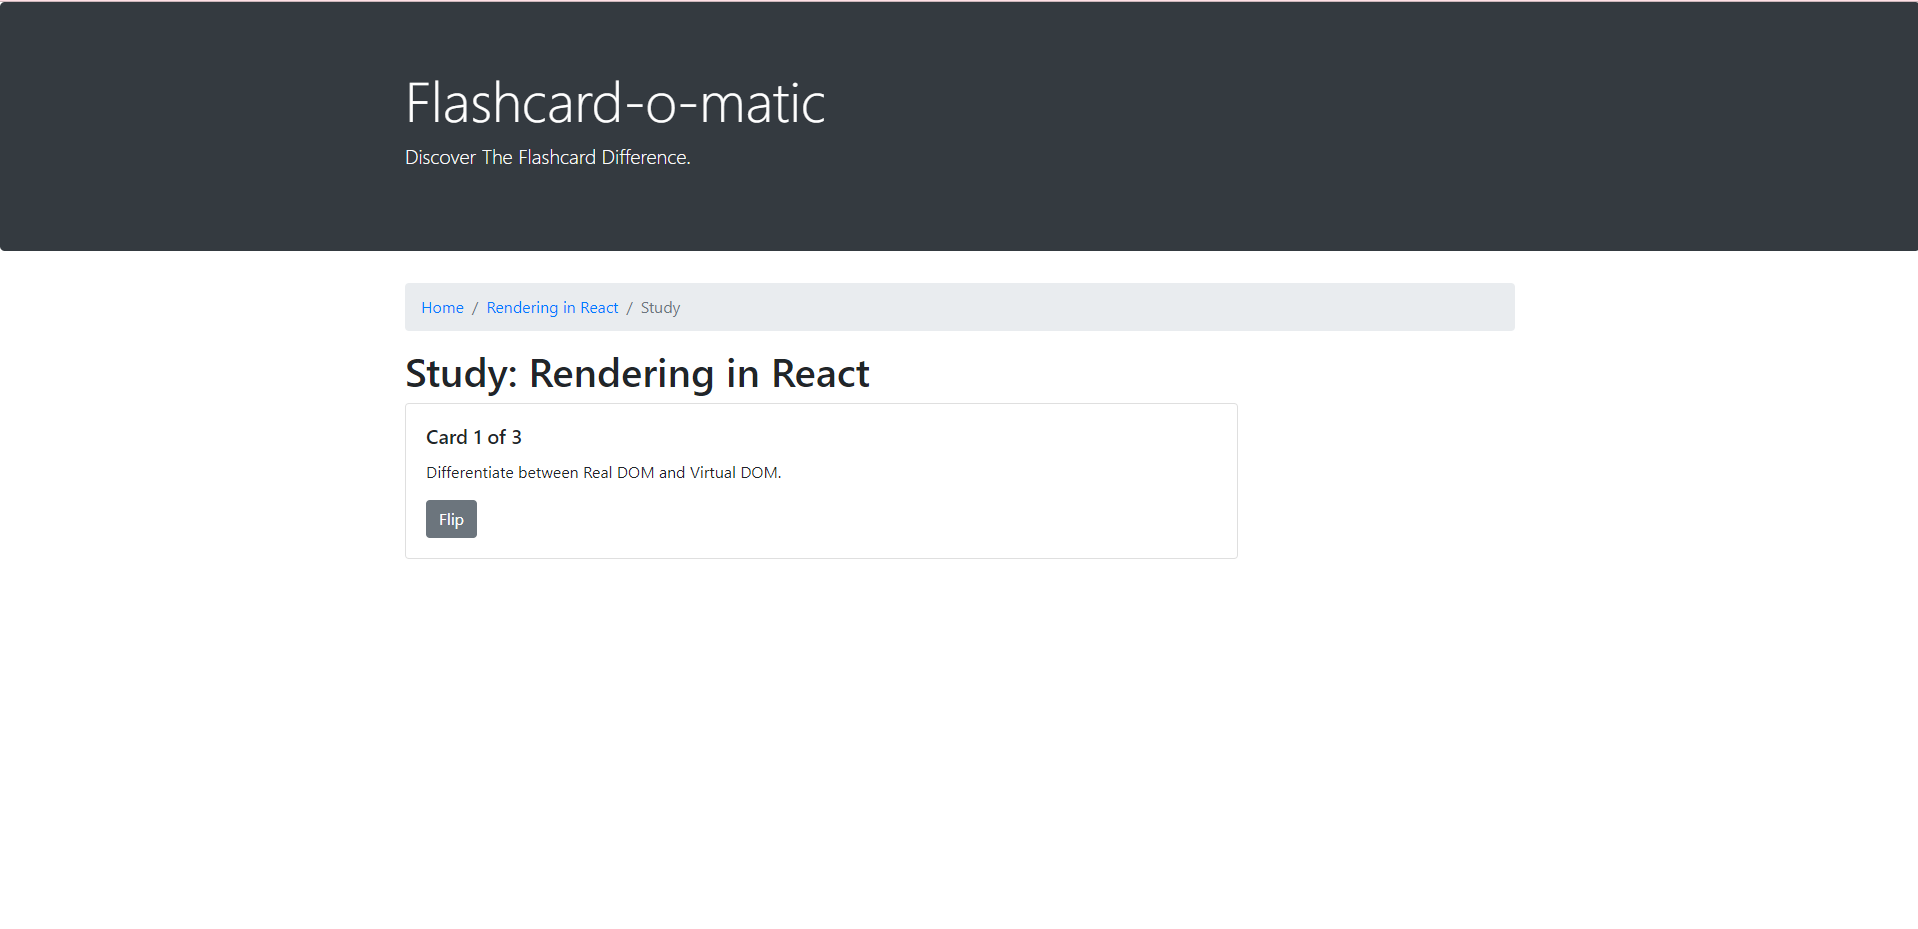 Flashcard-o-matic
Discover The Flashcard Difference.
Home / Rendering in React / Study
Study: Rendering in React
Card 1 of 3
Differentiate between Real DOM and Virtual DOM.
Flip